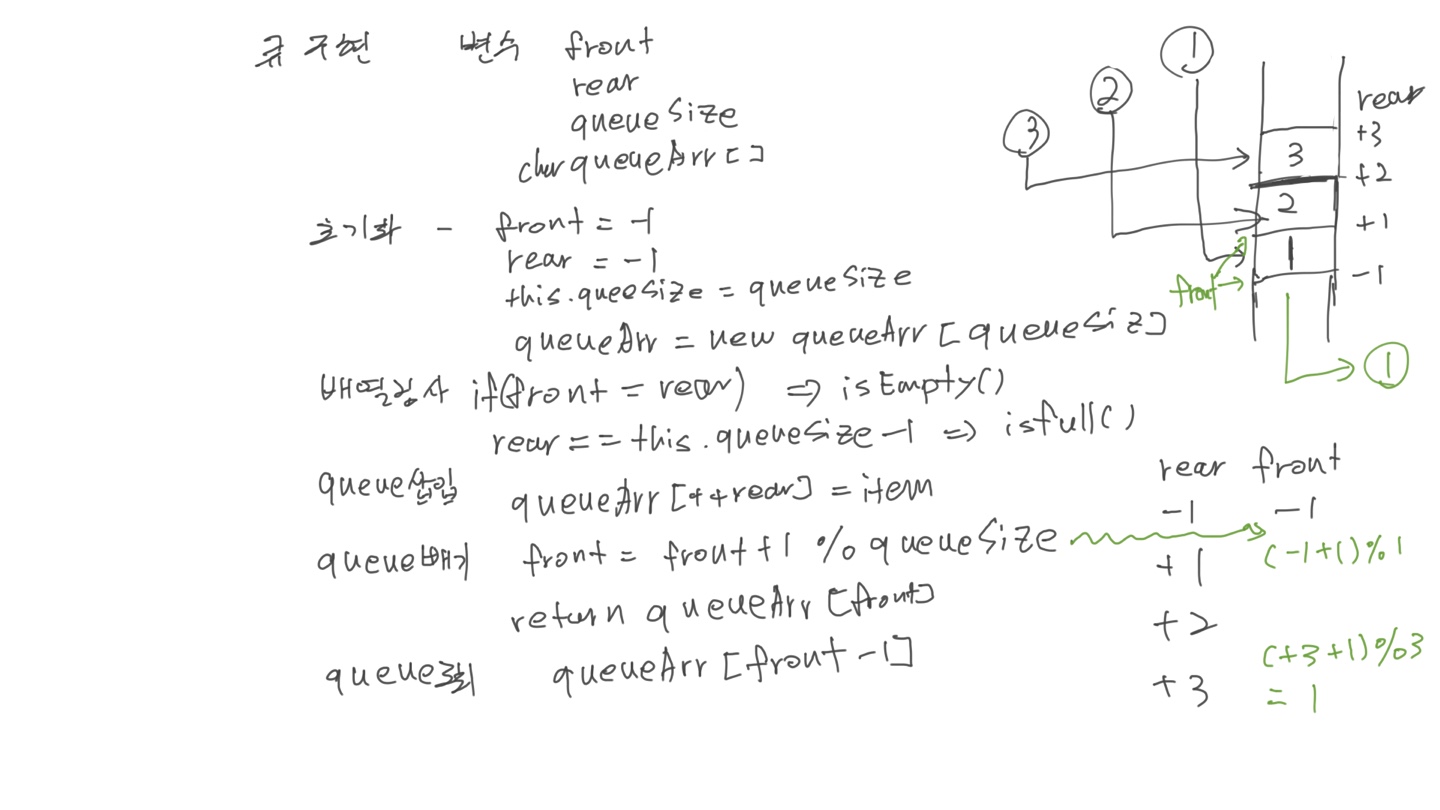 큐 구현 변수 front
rear
queueSize
char queueArr[]
초기화 - front = -1
rear = -1
this.queeSize = queueSize
queueArr = new queueArr[queueSiz]
배열검사 if(front = rear) => isEmpty()
rear == this.queueSize-1 => isfull()
queue삽입 queueArr[++rear] = item
queue빼기 front = front+1 % queueSize
return queueArr[front]
queue조회 queueArr[front-1]
①
②
③
rear
+3
3
+2
2
+1
1
-1
front
①
rear front
-1 -1
+1 (-1+1)%1
+2
+3 (+3+1)%3
= 1